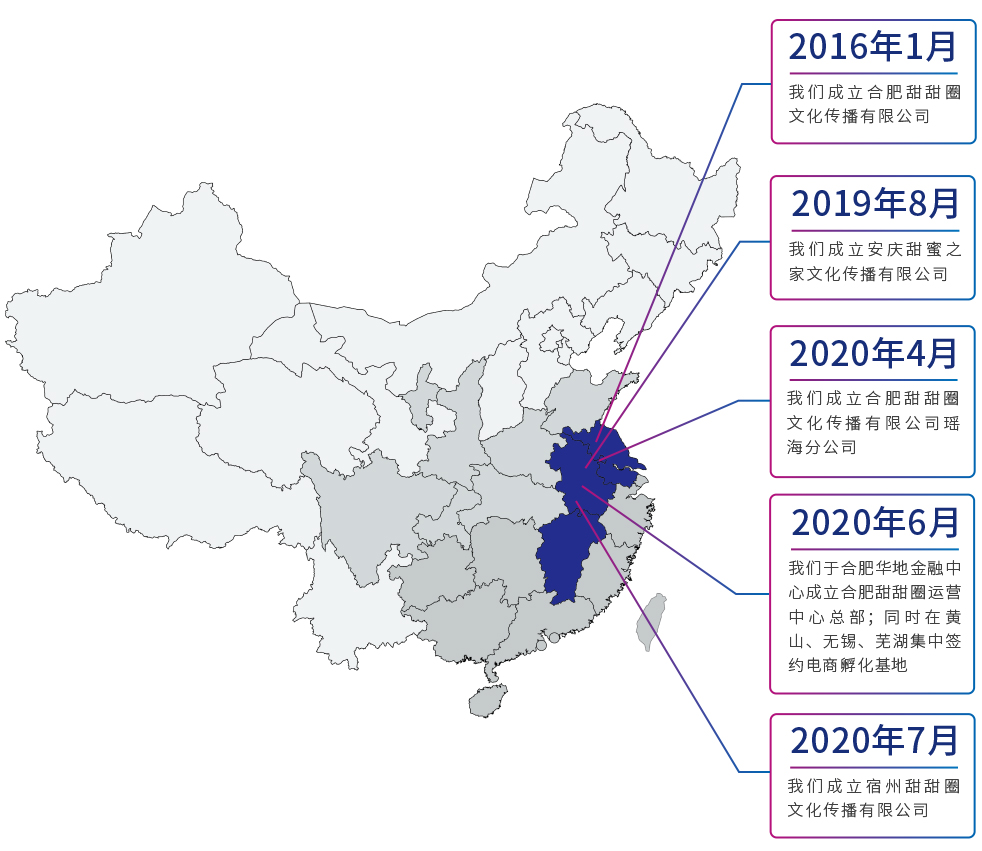 2016年1月
我们成立合肥甜甜圈
文化传播有限公司
2019年8月
我们成立安庆甜蜜之
家文化传播有限公司
2020年4月
我们成立合肥甜甜圈
文化传播有限公司瑶
海分公司
2020年6月
我们于合肥华地金融中
心成立合肥甜甜圈运营
中心总部；同时在黄
山、无锡、芜湖集中签
约电商孵化基地
2020年7月
我们成立宿州甜甜圈
文化传播有限公司